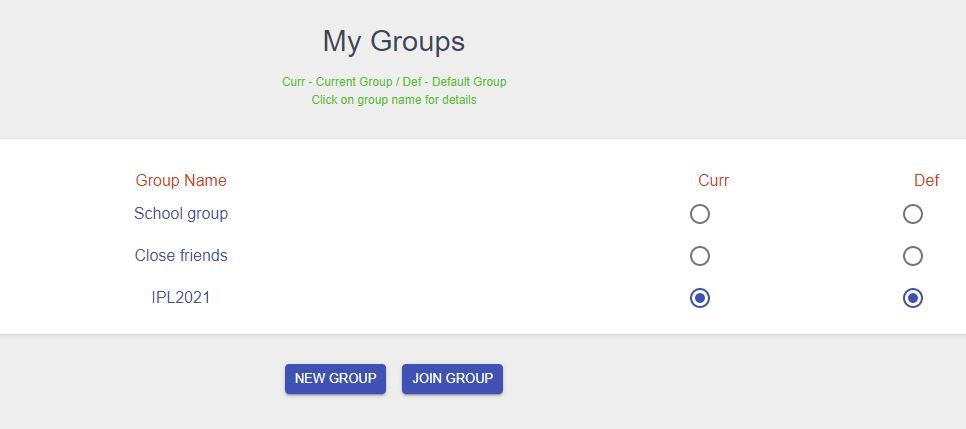 My Groups
Curr - Current Group / Def - Default Group
Click on group name for details
Group Name Curr Def
School group
Close friends
IPL2021
NEW GROUP JOIN GROUP